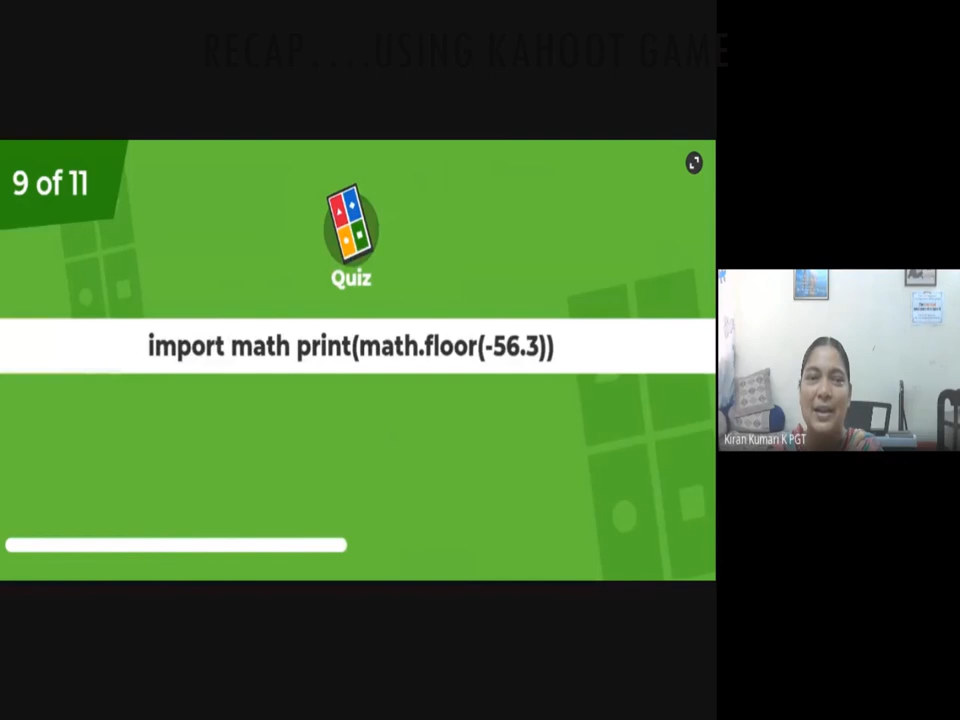 RECAP....USING KAHOOT GAME
9 of 11
Quiz
import math print(math.floor(-56.3))
Kiran Kumari K PGT